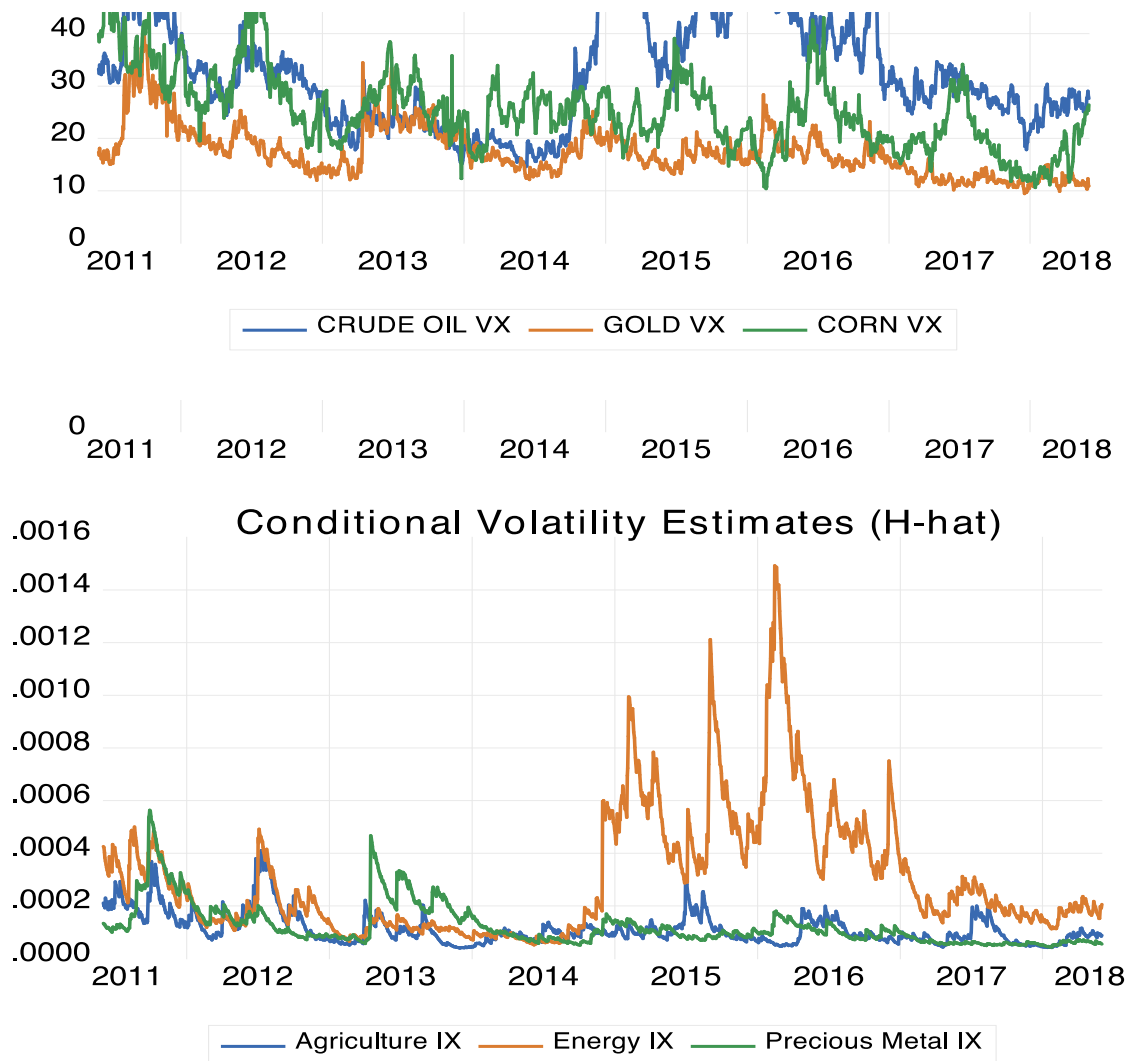 40
30
20
10
0
2011 2012 2013 2014 2015 2016 2017 2018
CRUDE OIL VX GOLD VX CORN VX
0
2011 2012 2013 2014 2015 2016 2017 2018
Conditional Volatility Estimates (H-hat)
.0016
.0014
.0012
.0010
.0008
.0006
.0004
.0002
.0000
2011 2012 2013 2014 2015 2016 2017 2018
Agriculture IX Energy IX Precious Metal IX